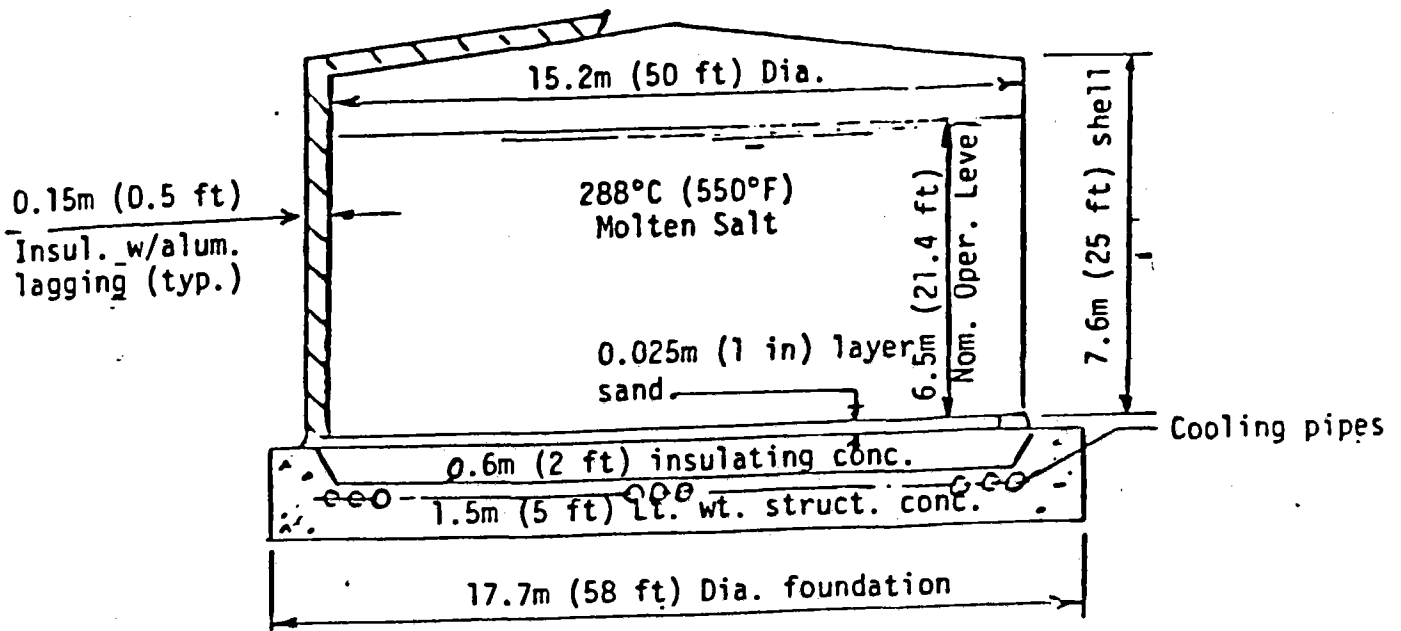 15.2m (50 ft) Dia.
0.15m (0.5 ft)
Insul. w/alum.
lagging (typ.)
288°C (550°F)
Molten Salt
6.5m (21.4 ft)
Nom. Oper. Leve
7.6m (25 ft) shell
0.025m (1 in) layer
sand
Cooling pipes
0.6m (2 ft) insulating conc.
1.5m (5 ft) Lt. wt. struct. conc.
17.7m (58 ft) Dia. foundation